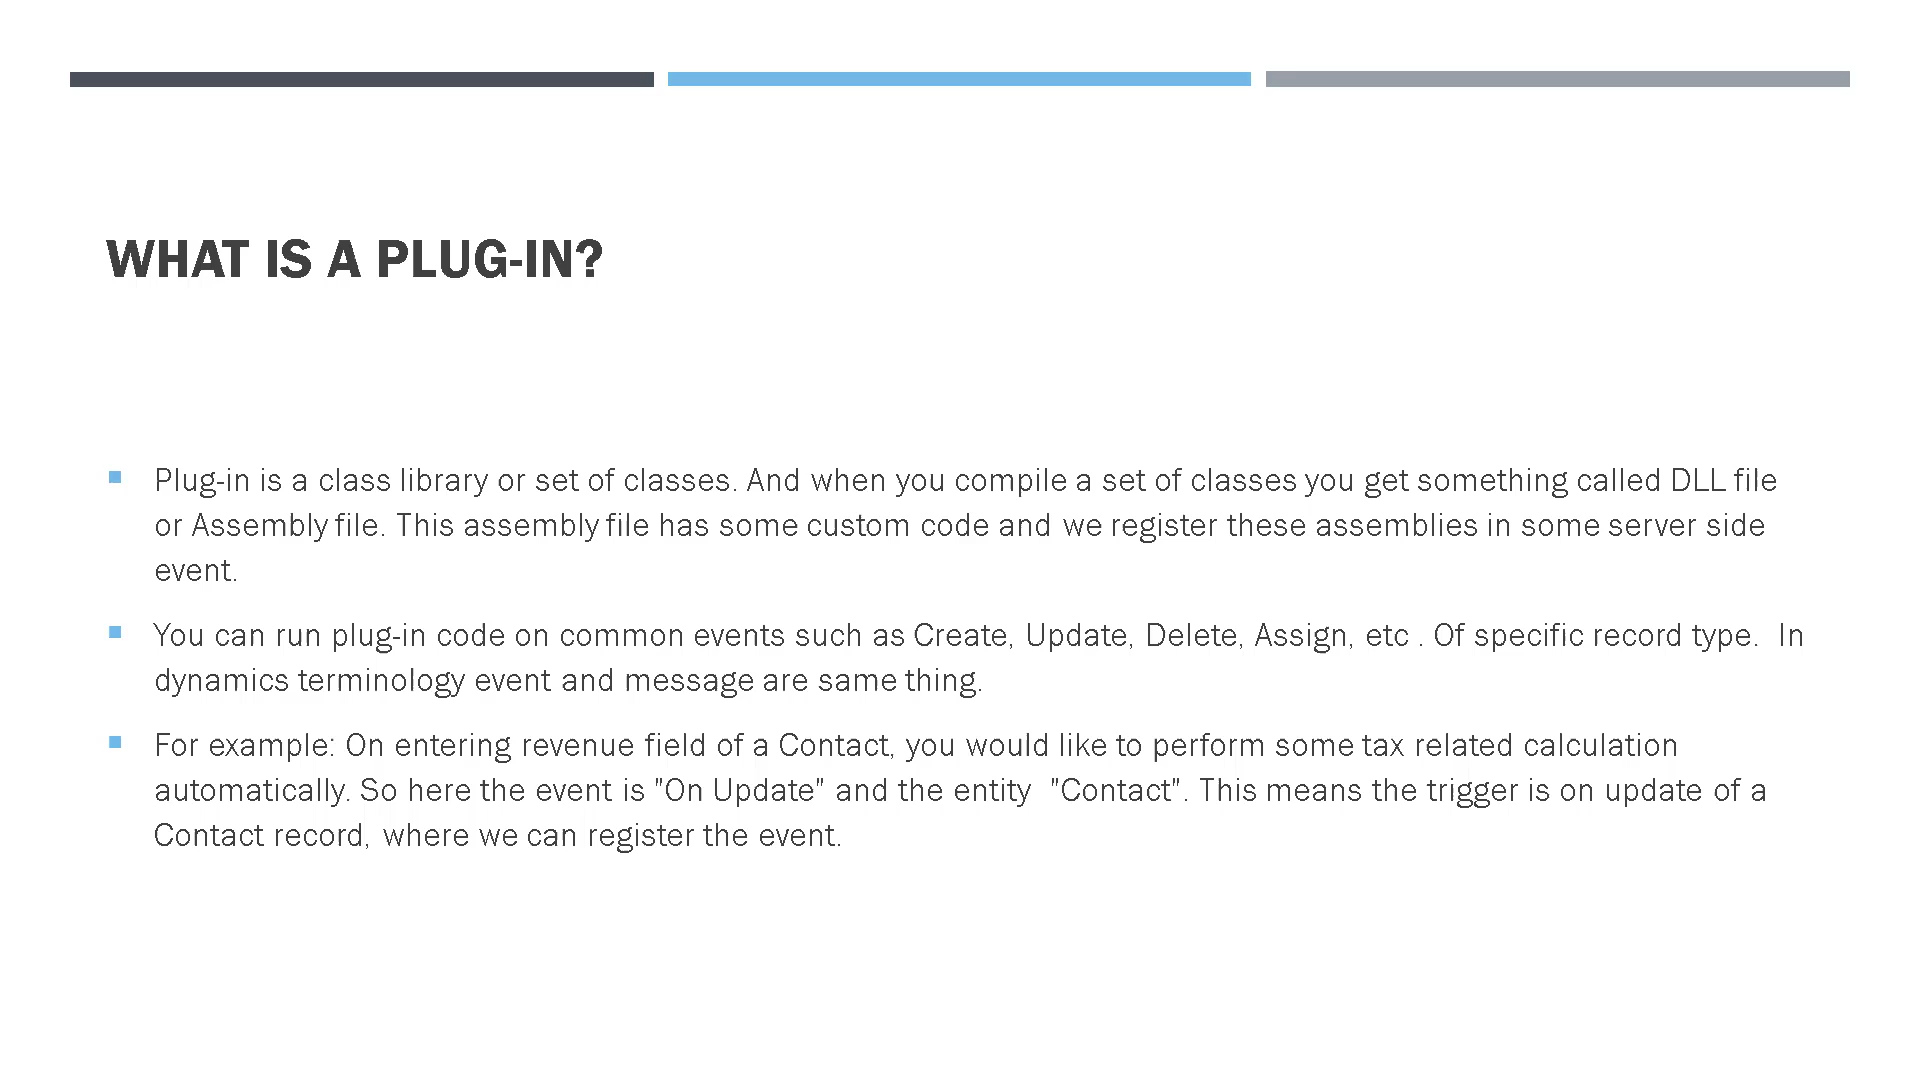 WHAT IS A PLUG-IN?
Plug-in is a class library or set of classes. And when you compile a set of classes you get something called DLL file
or Assembly file. This assembly file has some custom code and we register these assemblies in some server side
event.
You can run plug-in code on common events such as Create, Update, Delete, Assign, etc . Of specific record type.  In
dynamics terminology event and message are same thing.
For example: On entering revenue field of a Contact, you would like to perform some tax related calculation
automatically. So here the event is "On Update" and the entity  "Contact". This means the trigger is on update of a
Contact record, where we can register the event.